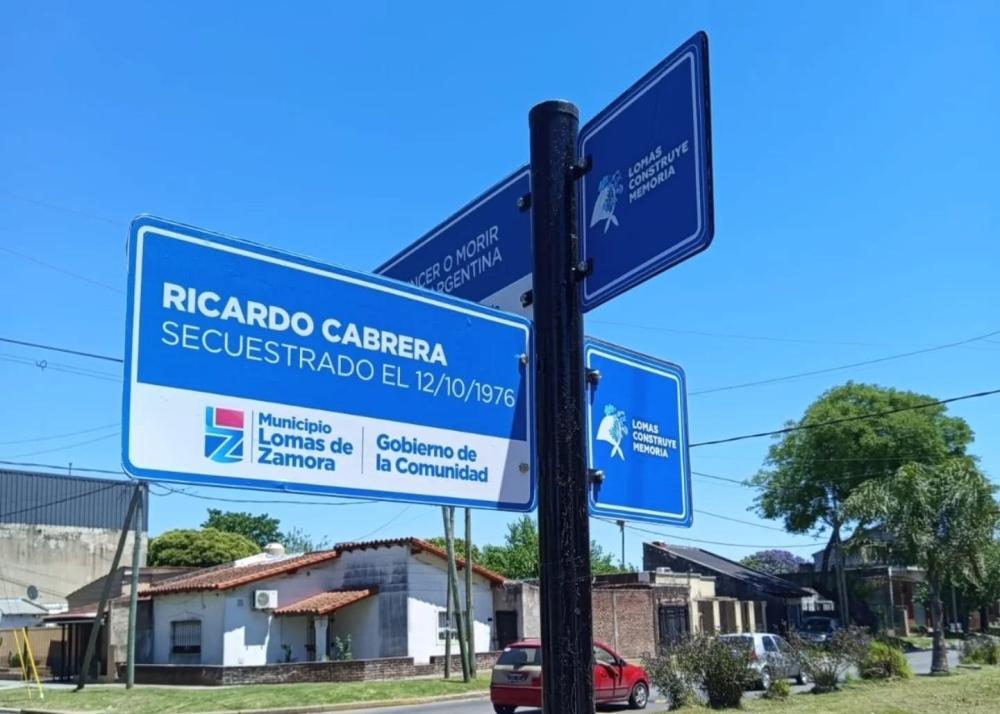 RICARDO CABRERA
SECUESTRADO EL 12/10/1976
Municipio
Lomas de
Zamora
Gobierno de
la Comunidad
O MORIR
ARGENTINA
LOMAS
CONSTRUYE
MEMORIA
LOMAS
CONSTRUYE
MEMORIA